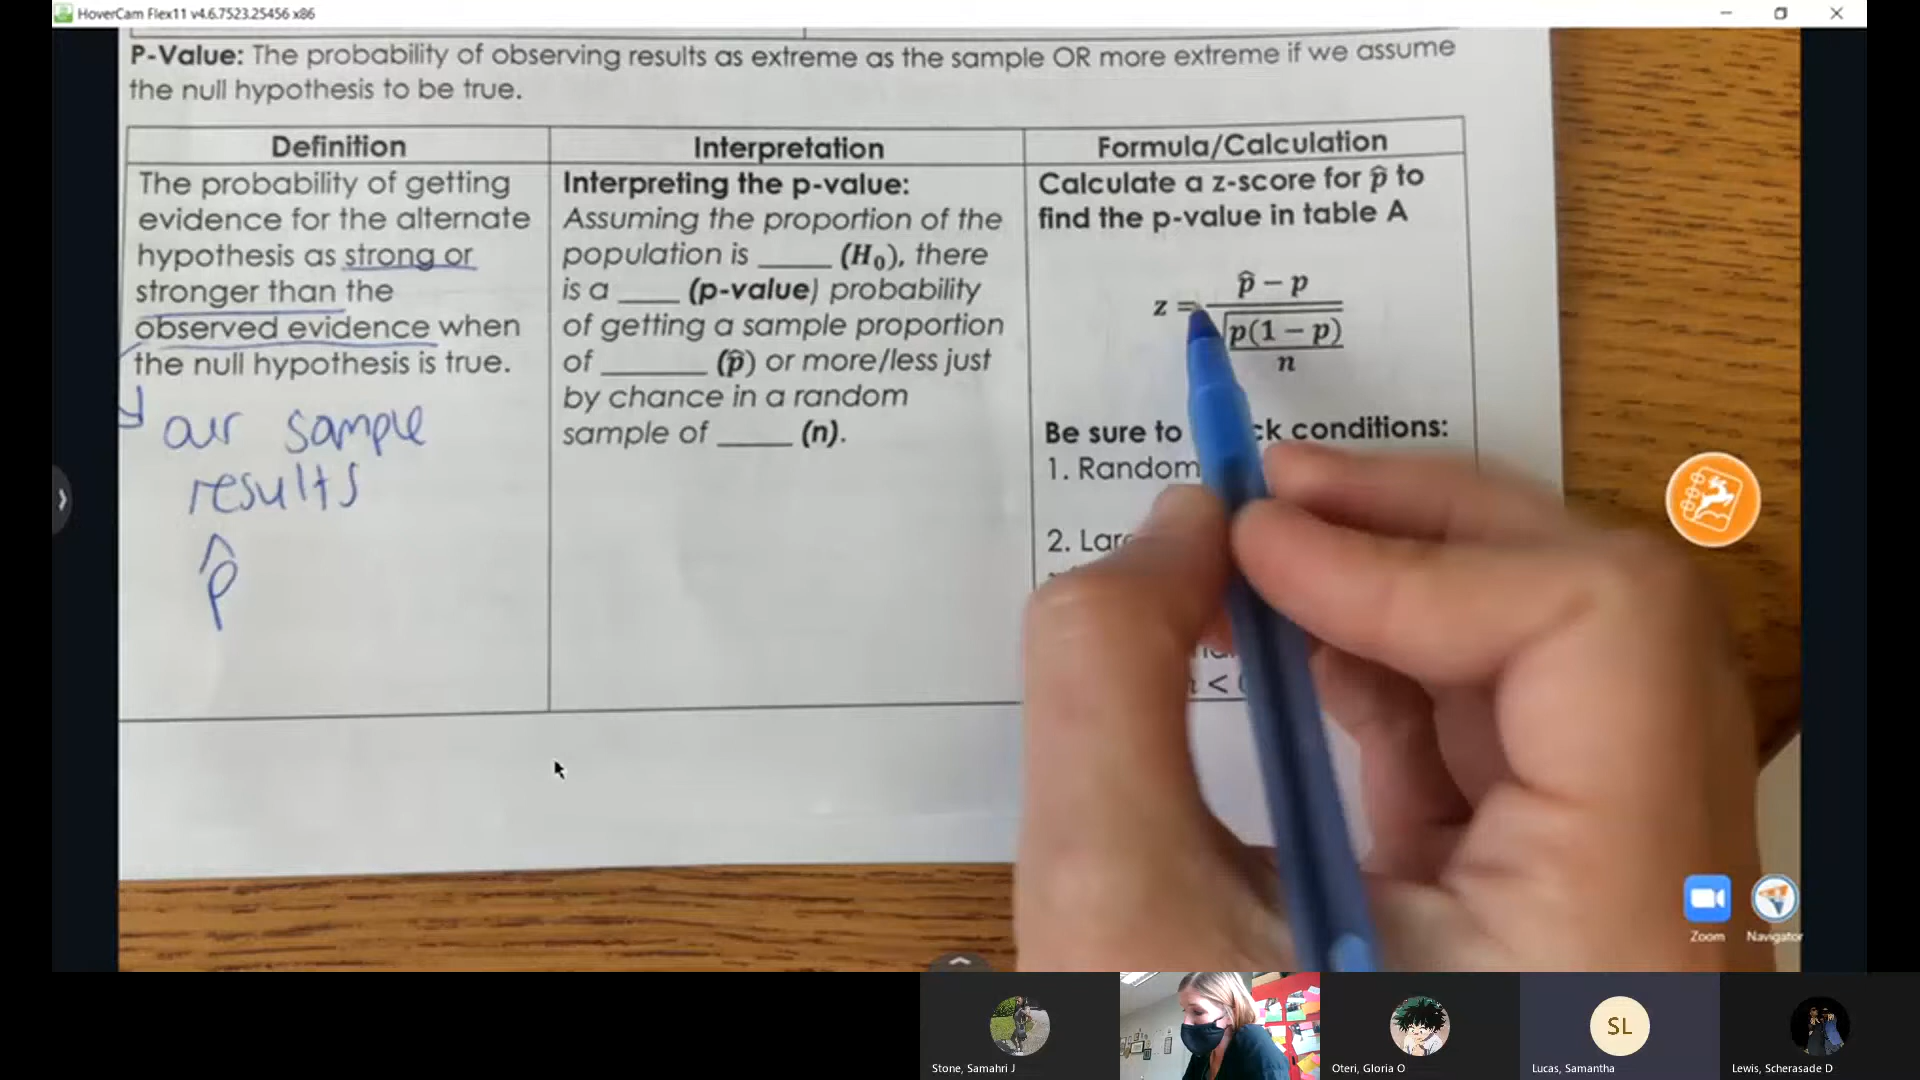 HoverCam Flex11 v4.6.7523.25456 x86
P-Value: The probability of observing results as extreme as the sample OR more extreme if we assume
the null hypothesis to be true.
Definition
The probability of getting
evidence for the alternate
hypothesis as strong or
stronger than the
observed evidence when
the null hypothesis is true.
our sample
results
p̂
Interpretation
Interpreting the p-value:
Assuming the proportion of the
population is _____ (H₀), there
is a ____ (p-value) probability
of getting a sample proportion
of _______ (p̂) or more/less just
by chance in a random
sample of _____ (n).
Formula/Calculation
Calculate a z-score for p̂ to
find the p-value in table A
p̂ − p
z =
p(1 − p)
n
Be sure to conditions:
1. Random
2.
<
Zoom
Navigator
SL
Stone, Samahri J
Oteri, Gloria O
Lucas, Samantha
Lewis, Scherasade D